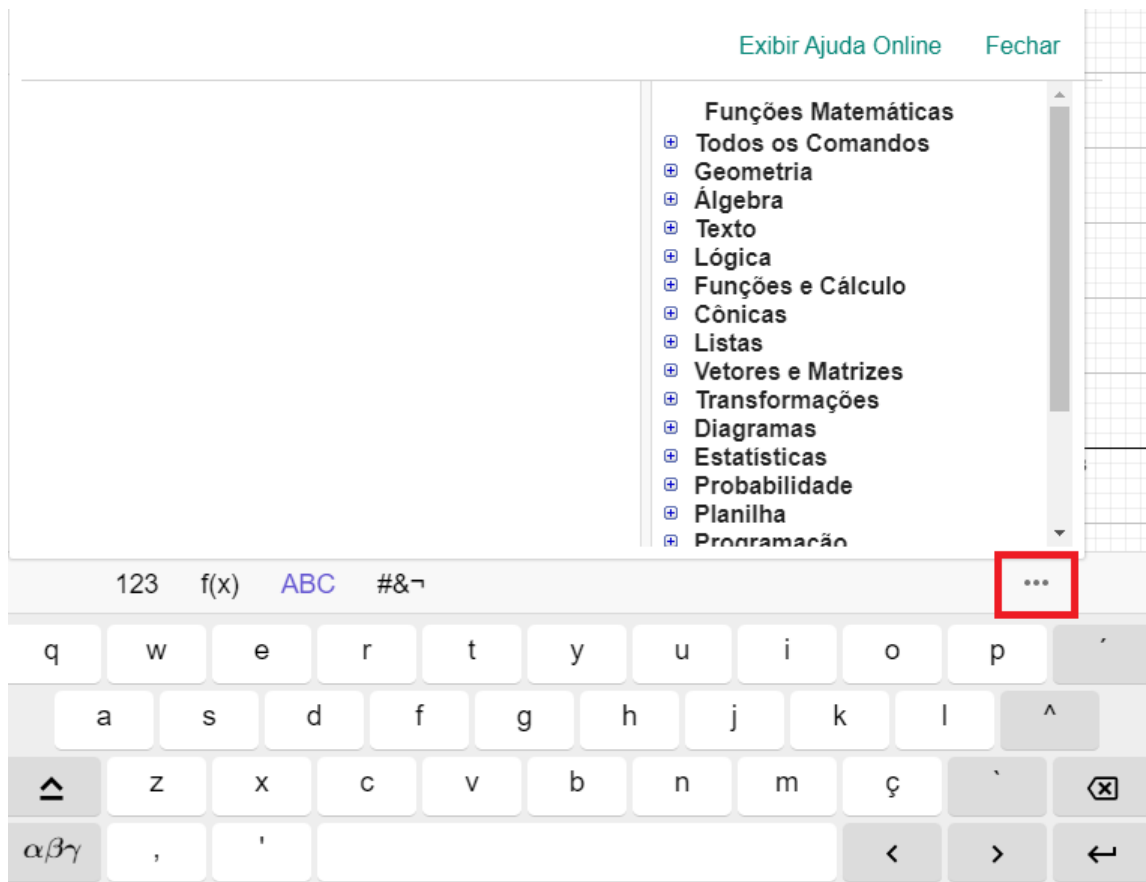 Exibir Ajuda Online Fechar
Funções Matemáticas
Todos os Comandos
Geometria
Álgebra
Texto
Lógica
Funções e Cálculo
Cônicas
Listas
Vetores e Matrizes
Transformações
Diagramas
Estatísticas
Probabilidade
Planilha
Programação
123 f(x) ABC #&¬ •••
q w e r t y u i o p ´
a s d f g h j k l ^
z x c v b n m ç `
αβγ , ' < >